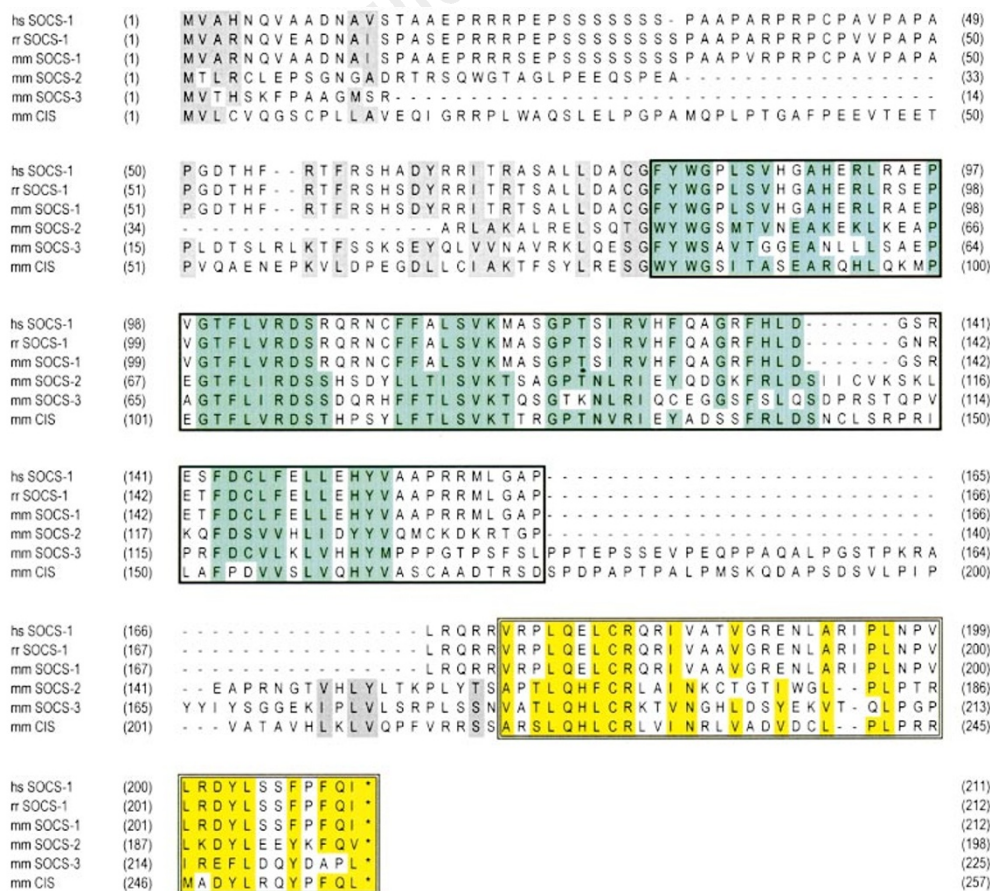 hs SOCS-1 (1) MVAHNQVAADNAVSTAAEPRRRPEPSSSSSSS-PAAPARPRPCPAVPAPA (49)
rr SOCS-1 (1) MVARNQVEADNAISPASEPRRRPEPSSSSSSSSPAAPARPRPCPVVPAPA (50)
mm SOCS-1 (1) MVARNQVAADNAISPAAEPRRRSEPSSSSSSSSPAAPVRPRPCPAVPAPA (50)
mm SOCS-2 (1) MTLRCLEPSGNGADRTRSQWGTAGLPEEQSPEA----------------- (33)
mm SOCS-3 (1) MVTHSKFPAAGMSR------------------------------------ (14)
mm CIS (1) MVLCVQGSCPLLAVEQIGRRPLWAQSLELPGPAMQPLPTGAFPEEVTEET (50)
hs SOCS-1 (50) PGDTHF--RTFRSHADYRRITRASALLDACGFYWGPLSVHGAHERLRAEP (97)
rr SOCS-1 (51) PGDTHF--RTFRSHSDYRRITRTSALLDACGFYWGPLSVHGAHERLRSEP (98)
mm SOCS-1 (51) PGDTHF--RTFRSHSDYRRITRTSALLDACGFYWGPLSVHGAHERLRAEP (98)
mm SOCS-2 (34) -----------------ARLAKALRELSQTGWYWGSMTVNEAKEKLKEAP (66)
mm SOCS-3 (15) PLDTSLRLKTFSSKSEYQLVVNAVRKLQESGFYWSAVTGGEANLLLSAEP (64)
mm CIS (51) PVQAENEPKVLDPEGDLLCIAKTFSYLRESGWYWGSITASEARQHLQKMP (100)
hs SOCS-1 (98) VGTFLVRDSRQRNCFFALSVKMASGPTSIRVHFQAGRFHLD------GSR (141)
rr SOCS-1 (99) VGTFLVRDSRQRNCFFALSVKMASGPTSIRVHFQAGRFHLD------GNR (142)
mm SOCS-1 (99) VGTFLVRDSRQRNCFFALSVKMASGPTSIRVHFQAGRFHLD------GSR (142)
mm SOCS-2 (67) EGTFLIRDSSHSDYLLTISVKTSAGPTNLRIEYQDGKFRLDSIICVKSKL (116)
mm SOCS-3 (65) AGTFLIRDSSDQRHFFTLSVKTQSGTKNLRIQCEGGSFSLQSDPRSTQPV (114)
mm CIS (101) EGTFLVRDSTHPSYLFTLSVKTTRGPTNVRIEYADSSFRLDSNCLSRPRI (150)
hs SOCS-1 (141) ESFDCLFELLEHYVAAPRRMLGAP-------------------------- (165)
rr SOCS-1 (142) ETFDCLFELLEHYVAAPRRMLGAP-------------------------- (166)
mm SOCS-1 (142) ETFDCLFELLEHYVAAPRRMLGAP-------------------------- (166)
mm SOCS-2 (117) KQFDSVVHLIDYYVQMCKDKRTGP-------------------------- (140)
mm SOCS-3 (115) PRFDCVLKLVHHYMPPPGTPSFSLPPTEPSSEVPEQPPAQALPGSTPKRA (164)
mm CIS (150) LAFPDVVSLVQHYVASCAADTRSDSPDPAPTPALPMSKQDAPSDSVLPIP (200)
hs SOCS-1 (166) -----------------LRQRRVRPLQELCRQRIVATVGRENLARIPLNPV (199)
rr SOCS-1 (167) -----------------LRQRRVRPLQELCRQRIVAAVGRENLARIPLNPV (200)
mm SOCS-1 (167) -----------------LRQRRVRPLQELCRQRIVAAVGRENLARIPLNPV (200)
mm SOCS-2 (141) --EAPRNGTVHLYLTKPLYTSAPTLQHFCRLAINKCTGTIWGL--PLPTR (186)
mm SOCS-3 (165) YYIYSGGEKIPLVLSRPLSSNVATLQHLCRKTVNGHLDSYEKVT-QLPGP (213)
mm CIS (201) ---VATAVHLKLVQPFVRRSSARSLQHLCRLVINRLVADVDCL--PLPRR (245)
hs SOCS-1 (200) LRDYLSSFPFQI* (211)
rr SOCS-1 (201) LRDYLSSFPFQI* (212)
mm SOCS-1 (201) LRDYLSSFPFQI* (212)
mm SOCS-2 (187) LKDYLEEYKFQV* (198)
mm SOCS-3 (214) IREFLDQYDAPL* (225)
mm CIS (246) MADYLRQYPFQL* (257)